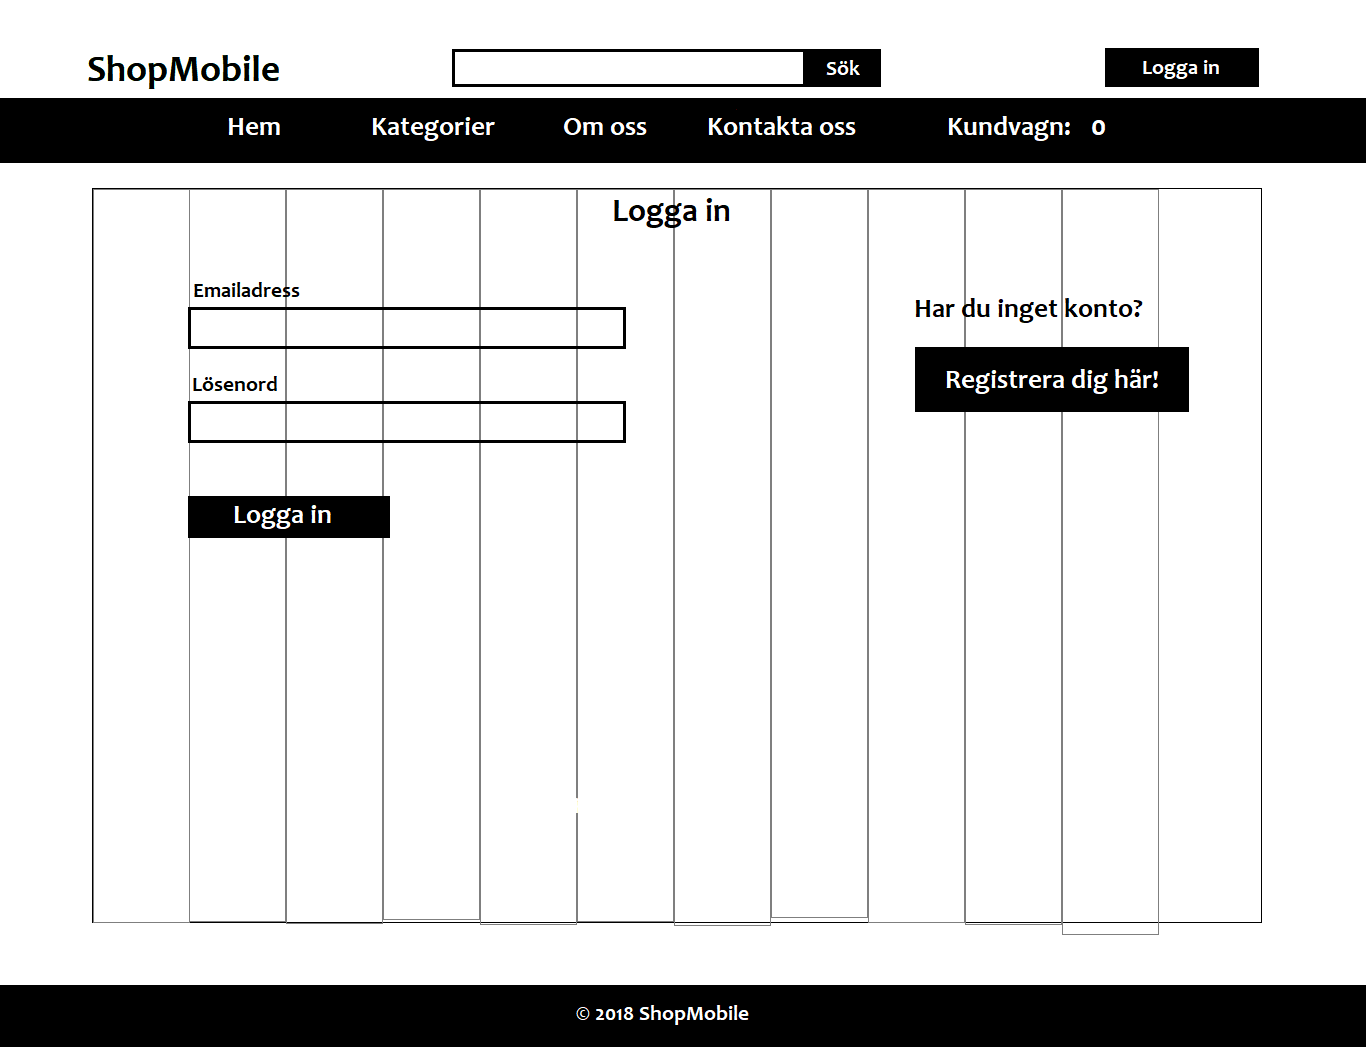 ShopMobile
Sök
Logga in
Hem Kategorier Om oss Kontakta oss Kundvagn: 0
Logga in
Emailadress
Lösenord
Logga in
Har du inget konto?
Registrera dig här!
© 2018 ShopMobile